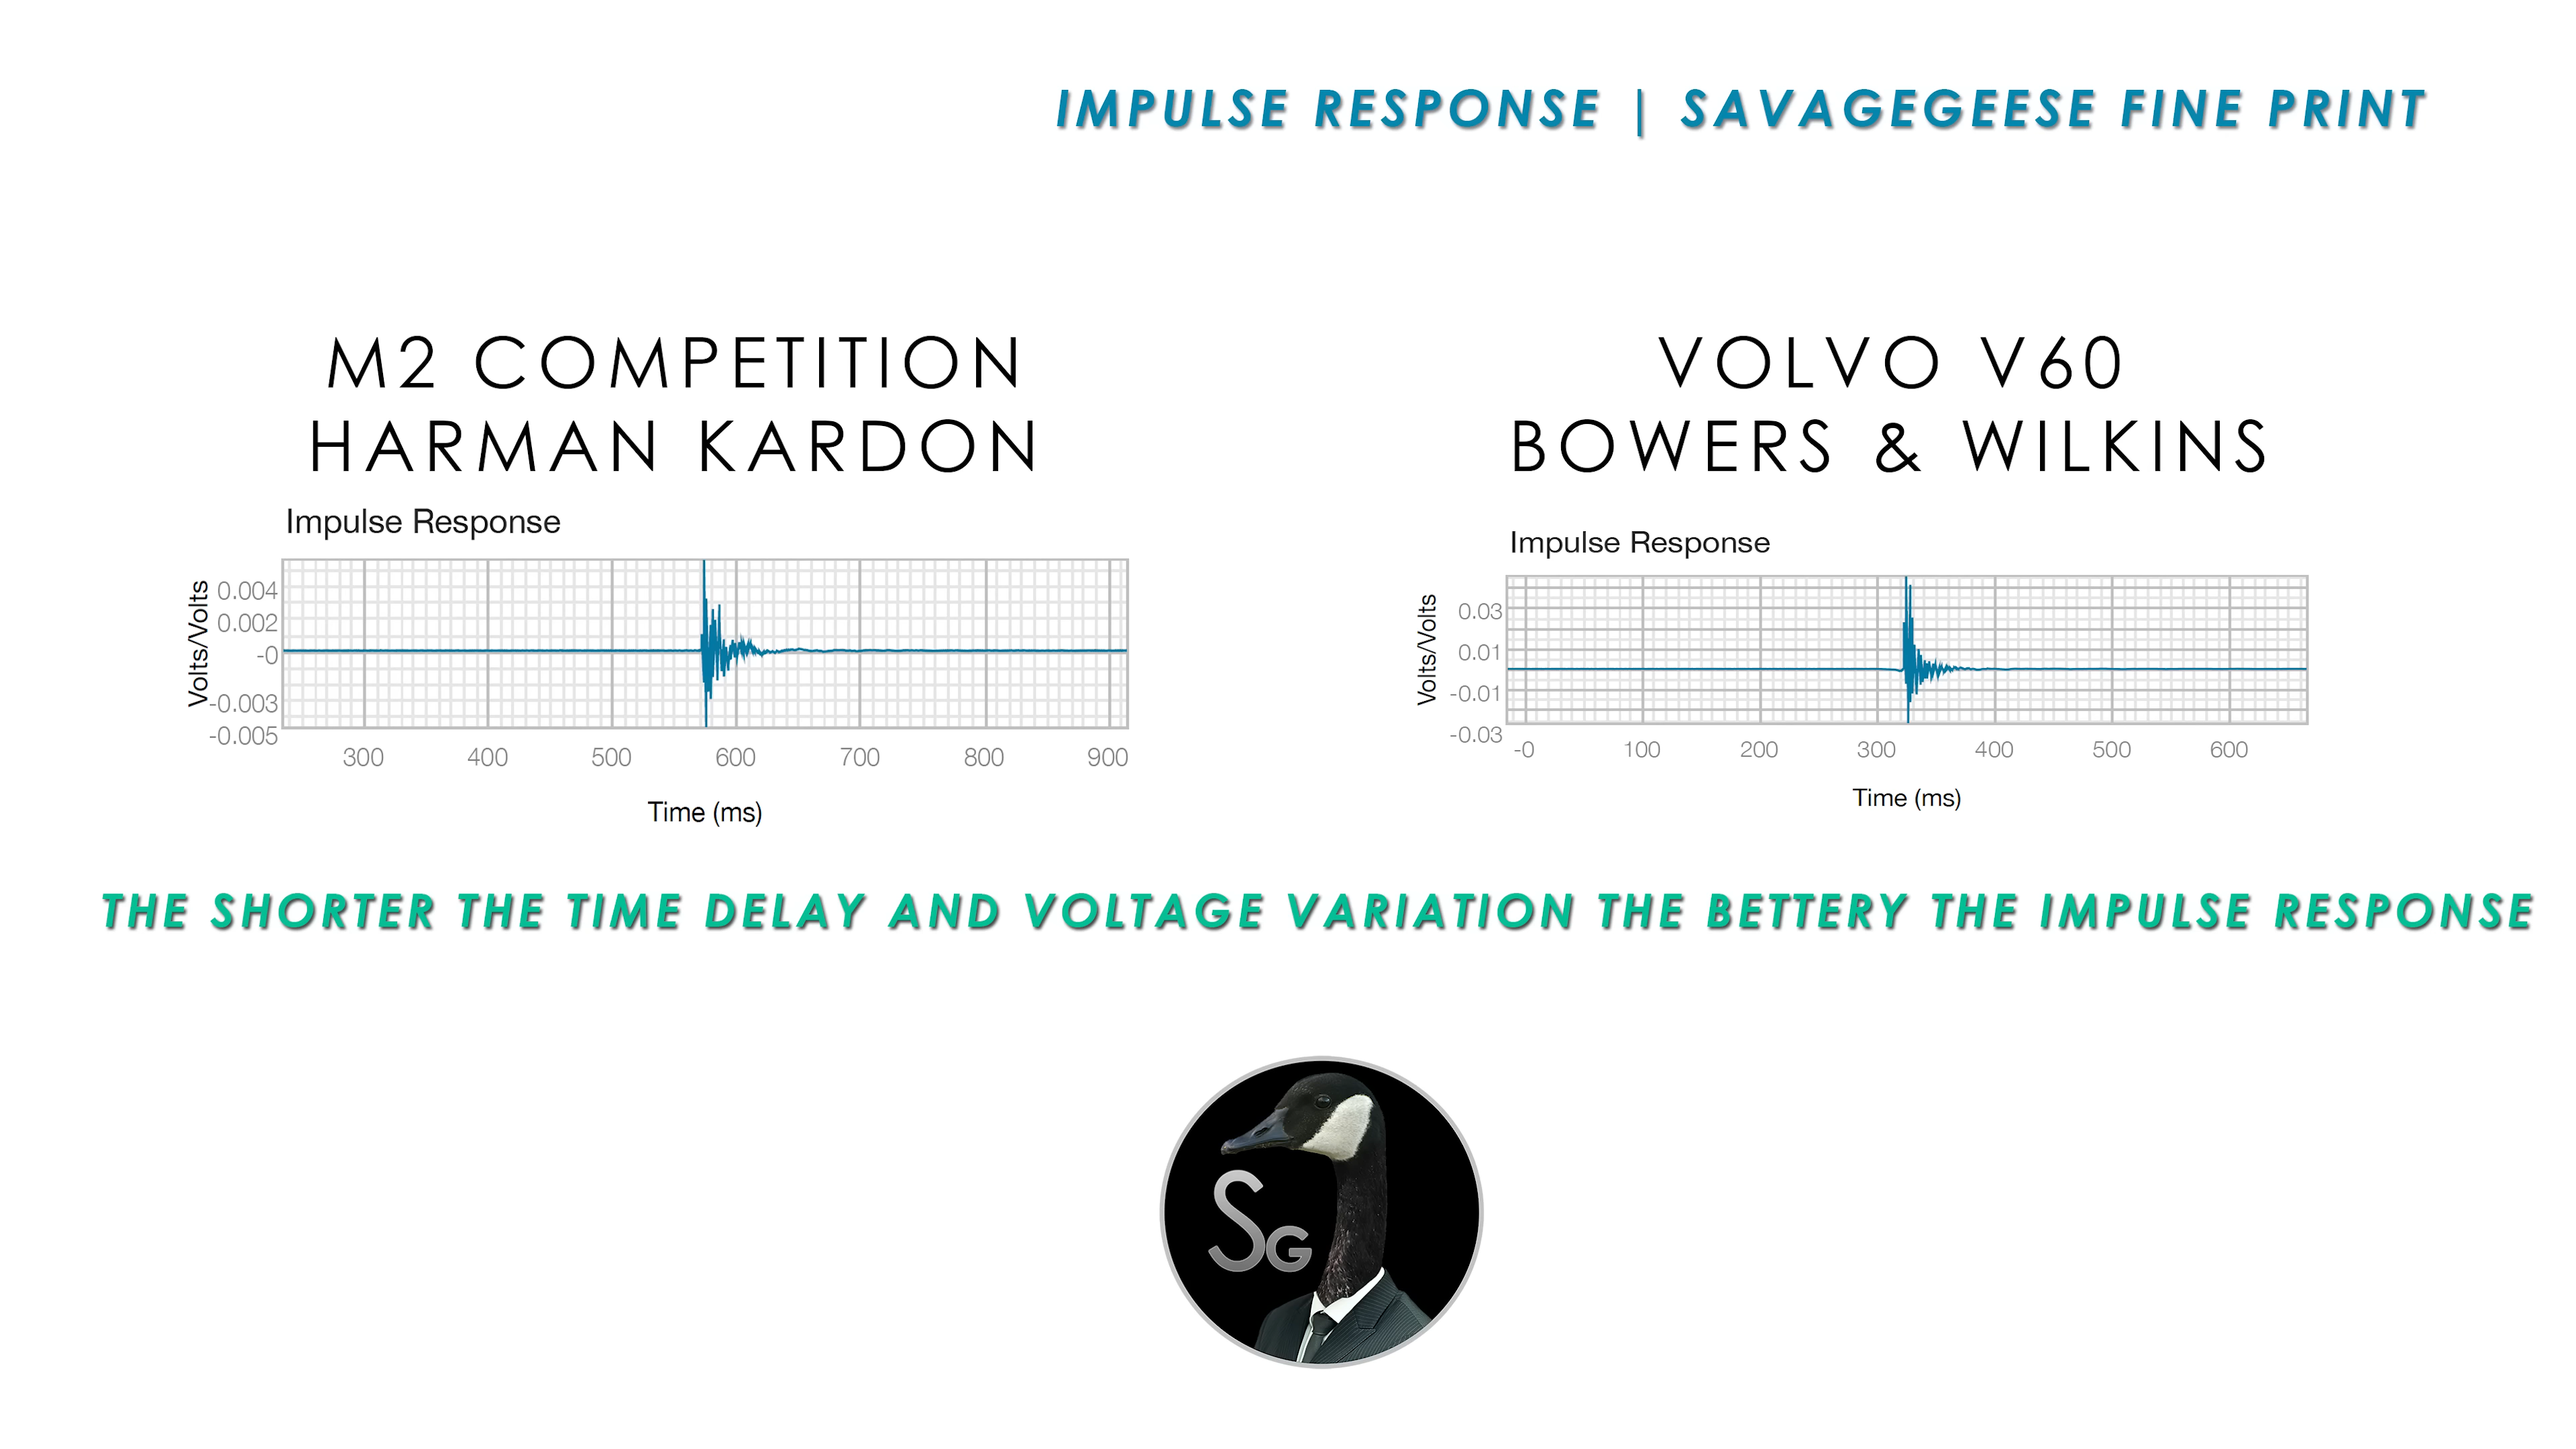 IMPULSE RESPONSE | SAVAGEGEESE FINE PRINT
M2 COMPETITION
HARMAN KARDON
Impulse Response
Volts/Volts
0.004
0.002
-0
-0.003
-0.005
300 400 500 600 700 800 900
Time (ms)
VOLVO V60
BOWERS & WILKINS
Impulse Response
Volts/Volts
0.03
0.01
-0.01
-0.03
-0 100 200 300 400 500 600
Time (ms)
THE SHORTER THE TIME DELAY AND VOLTAGE VARIATION THE BETTERY THE IMPULSE RESPONSE
SG